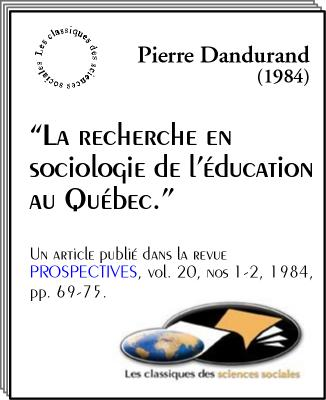 Les classiques des sciences sociales
Pierre Dandurand
(1984)
“La recherche en
sociologie de l’éducation
au Québec.”
Un article publié dans la revue
PROSPECTIVES, vol. 20, nos 1-2, 1984,
pp. 69-75.
Les classiques des sciences sociales